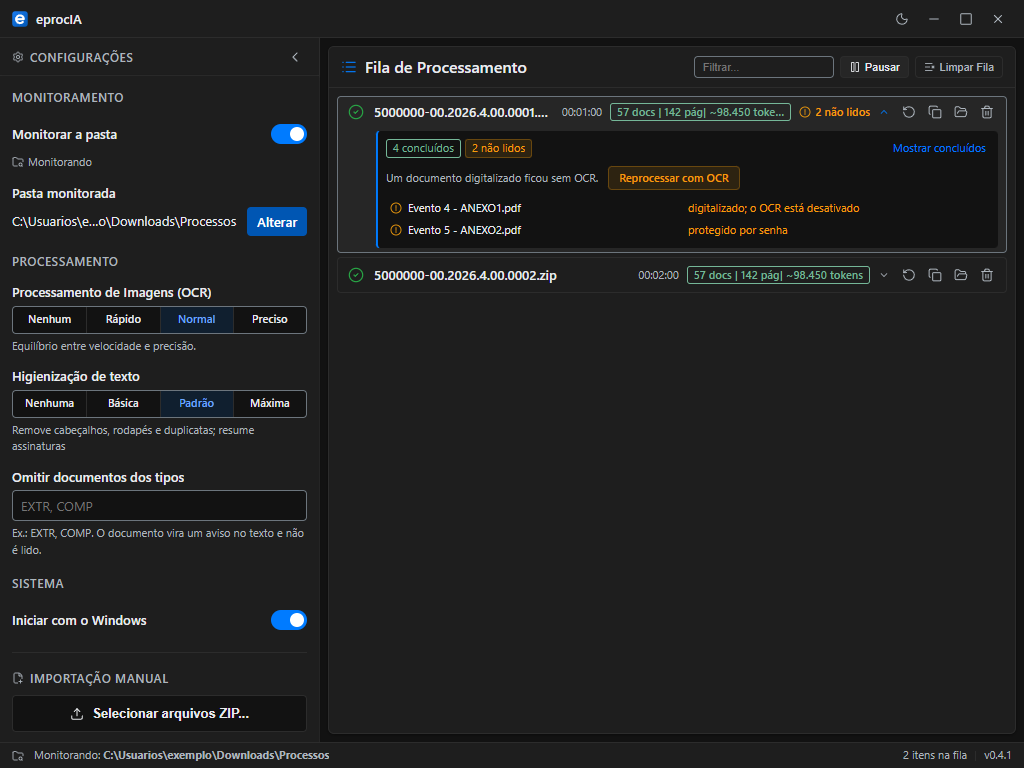 eprocIA
CONFIGURAÇÕES
MONITORAMENTO
Monitorar a pasta
Monitorando
Pasta monitorada
C:\Usuarios\e...o\Downloads\Processos
Alterar
PROCESSAMENTO
Processamento de Imagens (OCR)
Nenhum Rápido Normal Preciso
Equilíbrio entre velocidade e precisão.
Higienização de texto
Nenhuma Básica Padrão Máxima
Remove cabeçalhos, rodapés e duplicatas; resume
assinaturas
Omitir documentos dos tipos
EXTR, COMP
Ex.: EXTR, COMP. O documento vira um aviso no texto e não
é lido.
SISTEMA
Iniciar com o Windows
IMPORTAÇÃO MANUAL
Selecionar arquivos ZIP...
Fila de Processamento
Filtrar...
Pausar
Limpar Fila
5000000-00.2026.4.00.0001.... 00:01:00 57 docs | 142 pág| ~98.450 toke... 2 não lidos
4 concluídos 2 não lidos Mostrar concluídos
Um documento digitalizado ficou sem OCR. Reprocessar com OCR
Evento 4 - ANEXO1.pdf digitalizado; o OCR está desativado
Evento 5 - ANEXO2.pdf protegido por senha
5000000-00.2026.4.00.0002.zip 00:02:00 57 docs | 142 pág| ~98.450 tokens
Monitorando: C:\Usuarios\exemplo\Downloads\Processos
2 itens na fila v0.4.1